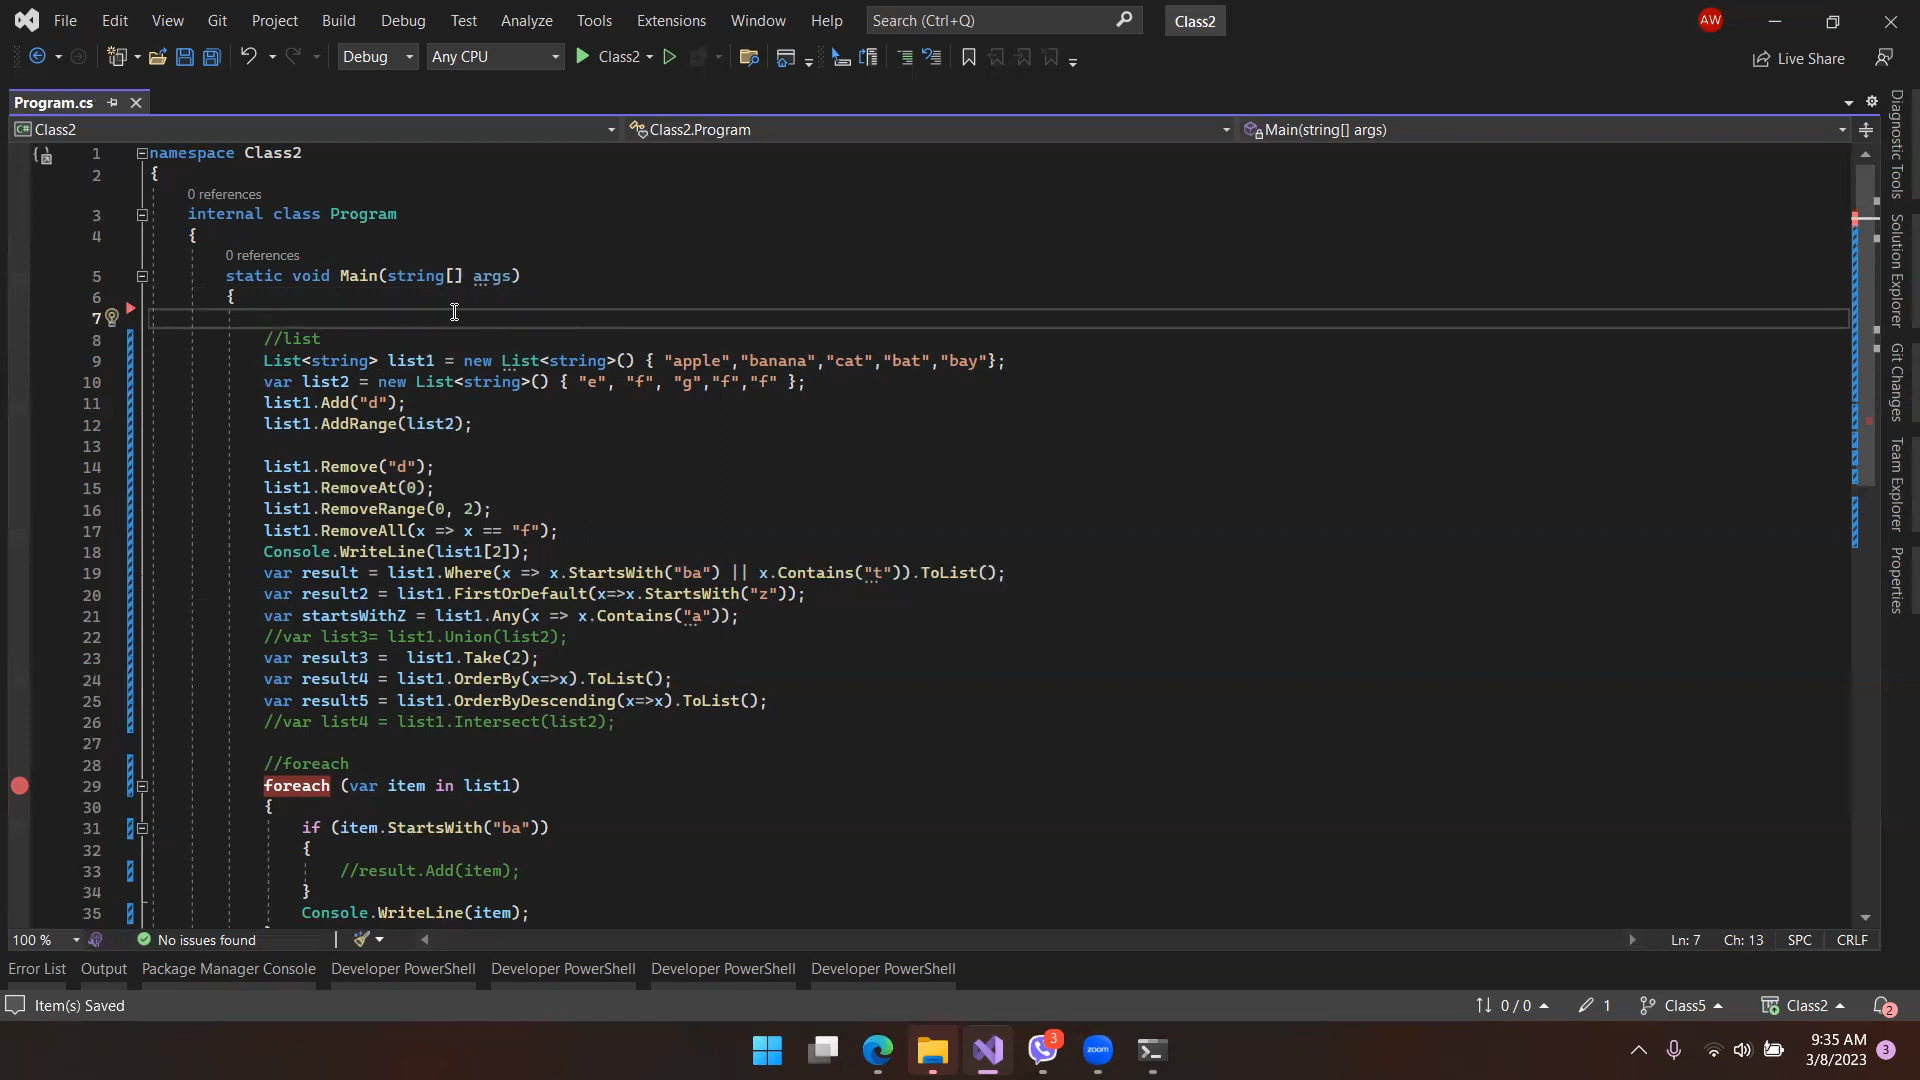 File Edit View Git Project Build Debug Test Analyze Tools Extensions Window Help Search (Ctrl+Q) Class2 AW
Debug Any CPU Class2 Live Share
Program.cs
Class2 Class2.Program Main(string[] args)
1 namespace Class2
2 {
0 references
3 internal class Program
4 {
0 references
5 static void Main(string[] args)
6 {
7
8 //list
9 List<string> list1 = new List<string>() { "apple","banana","cat","bat","bay"};
10 var list2 = new List<string>() { "e", "f", "g","f","f" };
11 list1.Add("d");
12 list1.AddRange(list2);
13
14 list1.Remove("d");
15 list1.RemoveAt(0);
16 list1.RemoveRange(0, 2);
17 list1.RemoveAll(x => x == "f");
18 Console.WriteLine(list1[2]);
19 var result = list1.Where(x => x.StartsWith("ba") || x.Contains("t")).ToList();
20 var result2 = list1.FirstOrDefault(x=>x.StartsWith("z"));
21 var startsWithZ = list1.Any(x => x.Contains("a"));
22 //var list3= list1.Union(list2);
23 var result3 =  list1.Take(2);
24 var result4 = list1.OrderBy(x=>x).ToList();
25 var result5 = list1.OrderByDescending(x=>x).ToList();
26 //var list4 = list1.Intersect(list2);
27
28 //foreach
29 foreach (var item in list1)
30 {
31 if (item.StartsWith("ba"))
32 {
33 //result.Add(item);
34 }
35 Console.WriteLine(item);
Diagnostic Tools
Solution Explorer
Git Changes
Team Explorer
Properties
100 % No issues found Ln: 7 Ch: 13 SPC CRLF
Error List Output Package Manager Console Developer PowerShell Developer PowerShell Developer PowerShell Developer PowerShell
Item(s) Saved 0 / 0 1 Class5 Class2 2
3 zoom 9:35 AM
3/8/2023 3